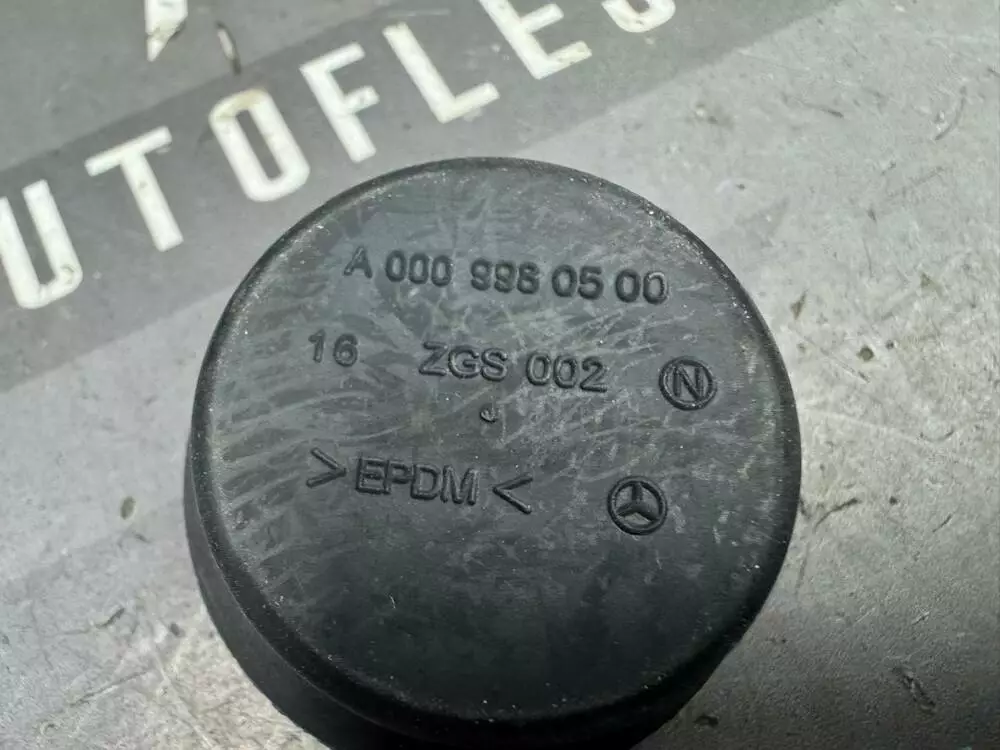 UTOFLES
A 000 998 05 00
16 ZGS 002 N
>EPDM<